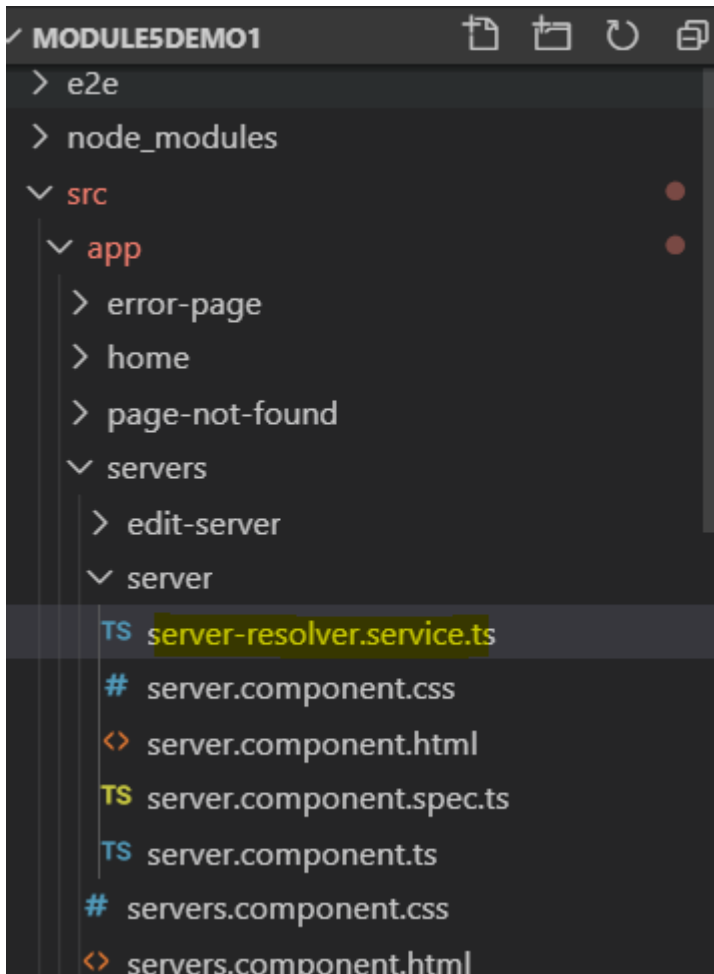 MODULE5DEMO1
e2e
node_modules
src
app
error-page
home
page-not-found
servers
edit-server
server
TS server-resolver.service.ts
# server.component.css
<> server.component.html
TS server.component.spec.ts
TS server.component.ts
# servers.component.css
<> servers.component.html